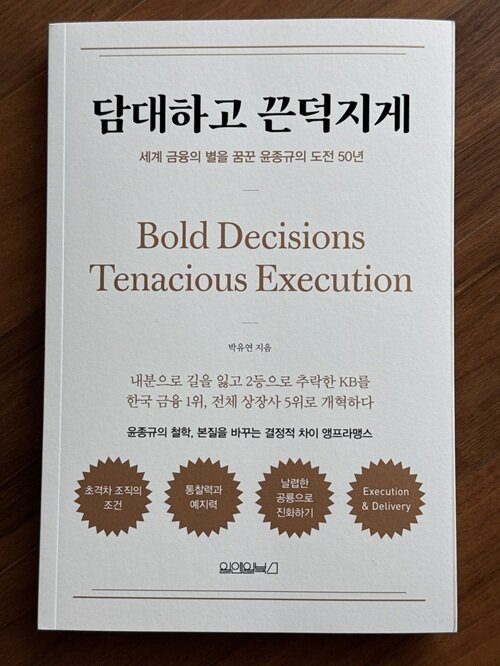 담대하고 끈덕지게
세계 금융의 별을 꿈꾼 윤종규의 도전 50년
Bold Decisions
Tenacious Execution
박유연 지음
내분으로 길을 잃고 2등으로 추락한 KB를
한국 금융 1위, 전체 상장사 5위로 개혁하다
윤종규의 철학, 본질을 바꾸는 결정적 차이 앵프라맹스
초격차 조직의
조건
통찰력과
예지력
날렵한
공룡으로
진화하기
Execution
& Delivery
워에이북